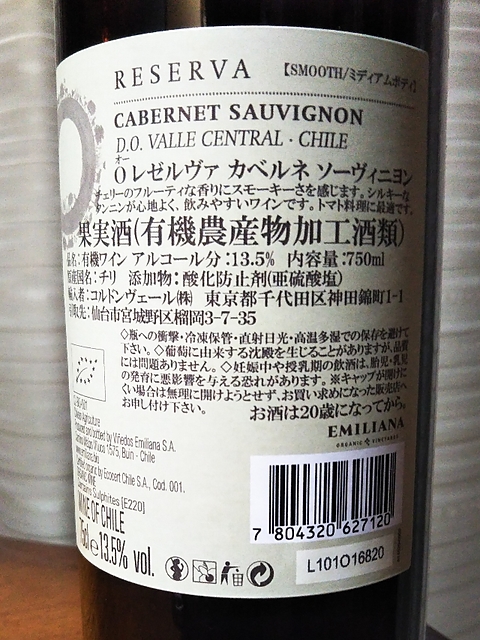 RESERVA 【SMOOTH/ミディアムボディ】
CABERNET SAUVIGNON
D.O. VALLE CENTRAL · CHILE
オー
O レゼルヴァ カベルネ ソーヴィニヨン
チェリーのフルーティな香りにスモーキーさを感じます。シルキーな
タンニンが心地よく、飲みやすいワインです。トマト料理に最適です。
果実酒(有機農産物加工酒類)
品名：有機ワイン アルコール分：13.5% 内容量：750ml
原産国名：チリ 添加物：酸化防止剤(亜硫酸塩)
輸入者：コルドンヴェール㈱ 東京都千代田区神田錦町1-1
引取先：仙台市宮城野区榴岡3-7-35
◇瓶への衝撃・冷凍保管・直射日光・高温多湿での保存を避けて
下さい。◇葡萄に由来する沈殿を生じることがありますが、品質
には問題ありません。◇妊娠中や授乳期の飲酒は、胎児・乳児
の発育に悪影響を与える恐れがあります。※キャップが開けに
くい場合は無理に開けようとせず、お買い求めになった販売店へ
お申し付け下さい。
お酒は20歳になってから。
EMILIANA
ORGANIC VINEYARDS
Agriculture
and bottled by Viñedos Emiliana S.A.
1575, Buin - Chile
organic by Ecocert Chile S.A., Cod. 001.
Sulphites [E220]
WINE OF CHILE
75cl e 13.5% vol.
7 804320 627120
L101O16820